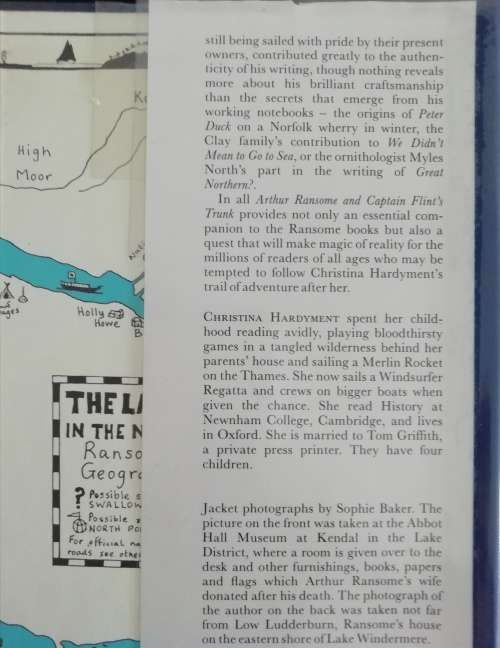 High
Moor
Holly
Howe
THE LA
IN THE N
Ranso
Geogr
? Possible s
SWALLOW
Possible
NORTH PO
For official na
roads see other
still being sailed with pride by their present
owners, contributed greatly to the authen-
ticity of his writing, though nothing reveals
more about his brilliant craftsmanship
than the secrets that emerge from his
working notebooks – the origins of Peter
Duck on a Norfolk wherry in winter, the
Clay family's contribution to We Didn't
Mean to Go to Sea, or the ornithologist Myles
North's part in the writing of Great
Northern?.
In all Arthur Ransome and Captain Flint's
Trunk provides not only an essential com-
panion to the Ransome books but also a
quest that will make magic of reality for the
millions of readers of all ages who may be
tempted to follow Christina Hardyment's
trail of adventure after her.
CHRISTINA HARDYMENT spent her child-
hood reading avidly, playing bloodthirsty
games in a tangled wilderness behind her
parents' house and sailing a Merlin Rocket
on the Thames. She now sails a Windsurfer
Regatta and crews on bigger boats when
given the chance. She read History at
Newnham College, Cambridge, and lives
in Oxford. She is married to Tom Griffith,
a private press printer. They have four
children.
Jacket photographs by Sophie Baker. The
picture on the front was taken at the Abbot
Hall Museum at Kendal in the Lake
District, where a room is given over to the
desk and other furnishings, books, papers
and flags which Arthur Ransome's wife
donated after his death. The photograph of
the author on the back was taken not far
from Low Ludderburn, Ransome's house
on the eastern shore of Lake Windermere.